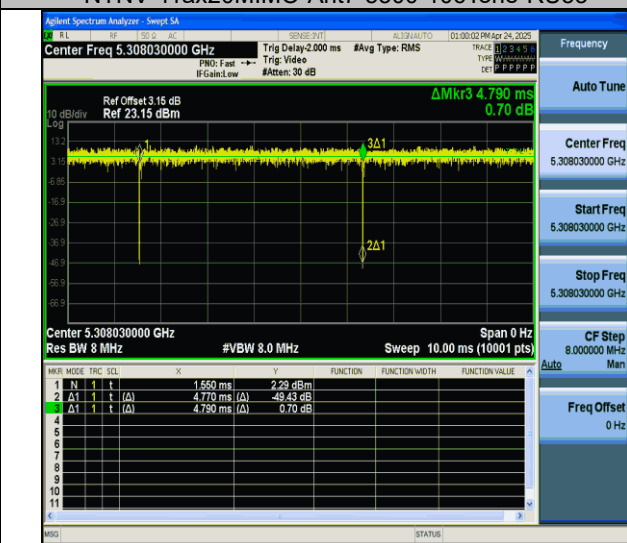 Agilent Spectrum Analyzer - Swept SA
RL RF 50 Ω AC SENSE:INT ALIGNAUTO 01:00:02 PM Apr 24, 2025
Center Freq 5.308030000 GHz
PNO: Fast
IFGain:Low
Trig Delay-2.000 ms
Trig: Video
#Atten: 30 dB
#Avg Type: RMS
TRACE 1 2 3 4 5 6
TYPE
DET P P P P P P
Frequency
Auto Tune
Ref Offset 3.15 dB
10 dB/div Ref 23.15 dBm
Log
ΔMkr3 4.790 ms
0.70 dB
13.2
3.15
-6.85
-16.9
-26.9
-36.9
-46.9
-56.9
-66.9
1
3Δ1
2Δ1
Center Freq
5.308030000 GHz
Start Freq
5.308030000 GHz
Stop Freq
5.308030000 GHz
CF Step
8.000000 MHz
Auto Man
Freq Offset
0 Hz
Center 5.308030000 GHz Span 0 Hz
Res BW 8 MHz #VBW 8.0 MHz Sweep 10.00 ms (10001 pts)
MKR MODE TRC SCL X Y FUNCTION FUNCTION WIDTH FUNCTION VALUE
1 N 1 t 1.550 ms 2.29 dBm
2 Δ1 1 t (Δ) 4.770 ms (Δ) -49.43 dB
3 Δ1 1 t (Δ) 4.790 ms (Δ) 0.70 dB
4
5
6
7
8
9
10
11
MSG STATUS